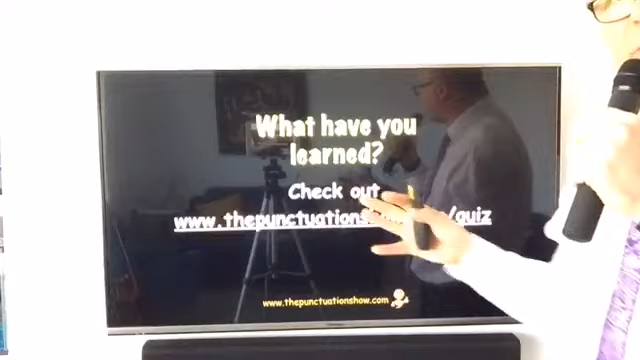 What have you
learned?
Check out
www.thepunctuations /quiz
www.thepunctuationshow.com